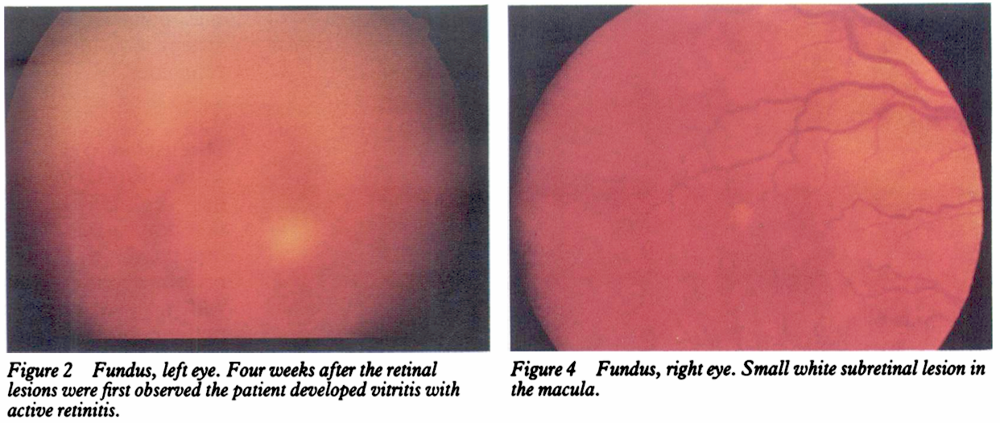 Figure 2 Fundus, left eye. Four weeks after the retinal
lesions were first observed the patient developed vitritis with
active retinitis.
Figure 4 Fundus, right eye. Small white subretinal lesion in
the macula.